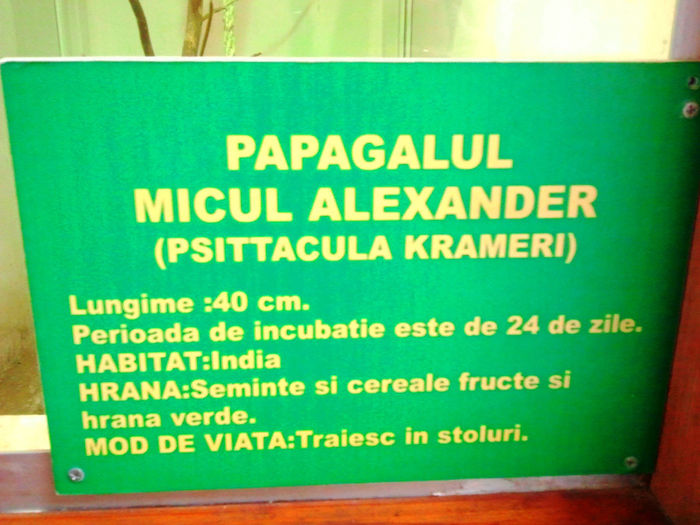 PAPAGALUL
MICUL ALEXANDER
(PSITTACULA KRAMERI)
Lungime :40 cm.
Perioada de incubatie este de 24 de zile.
HABITAT:India
HRANA:Seminte si cereale fructe si
hrana verde.
MOD DE VIATA:Traiesc in stoluri.